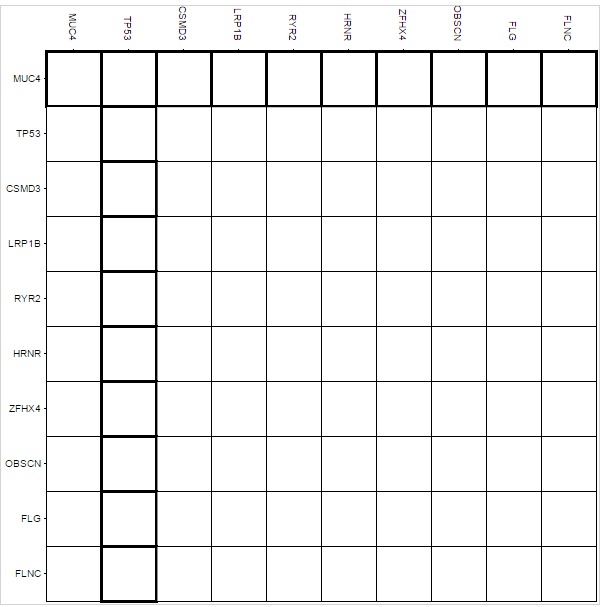 MUC4
TP53
CSMD3
LRP1B
RYR2
HRNR
ZFHX4
OBSCN
FLG
FLNC
MUC4
TP53
CSMD3
LRP1B
RYR2
HRNR
ZFHX4
OBSCN
FLG
FLNC